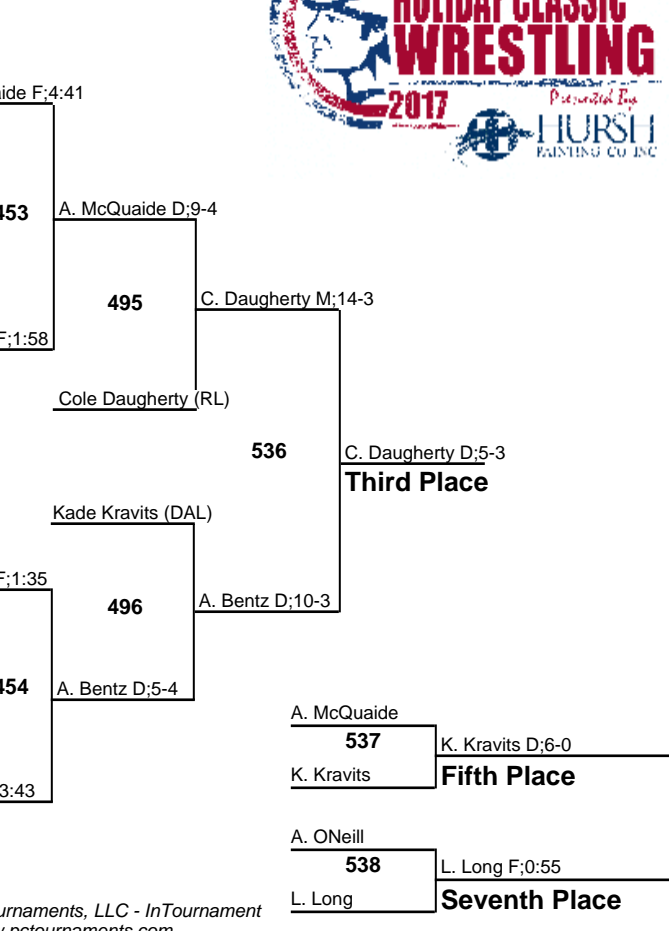 HOLIDAY CLASSIC
WRESTLING
2017
Presented By
HURSH
PAINTING CO INC
aide F;4:41
453
A. McQuaide D;9-4
495
C. Daugherty M;14-3
F;1:58
Cole Daugherty (RL)
536
C. Daugherty D;5-3
Third Place
Kade Kravits (DAL)
F;1:35
496
A. Bentz D;10-3
454
A. Bentz D;5-4
3:43
A. McQuaide
537
K. Kravits D;6-0
K. Kravits
Fifth Place
A. ONeill
538
L. Long F;0:55
L. Long
Seventh Place
urnaments, LLC - InTournament
w.pctournaments.com